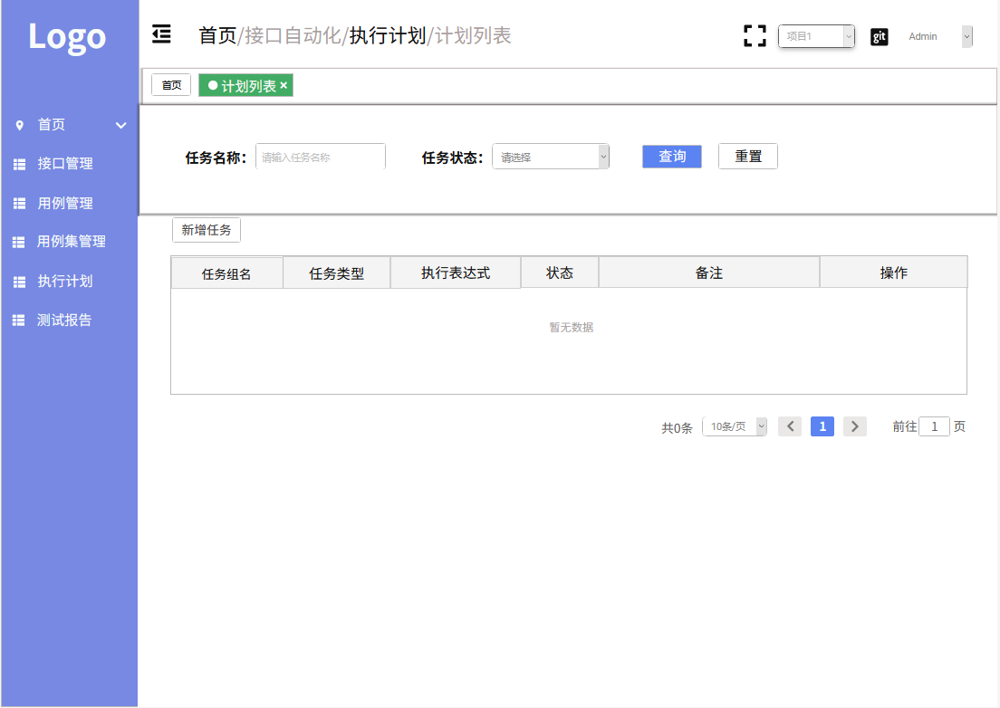 Logo
首页/接口自动化/执行计划/计划列表
项目1
git
Admin
首页
计划列表 ×
首页
接口管理
用例管理
用例集管理
执行计划
测试报告
任务名称：
请输入任务名称
任务状态：
请选择
查询
重置
新增任务
任务组名 任务类型 执行表达式 状态 备注 操作
暂无数据
共0条 10条/页 1 前往 1 页